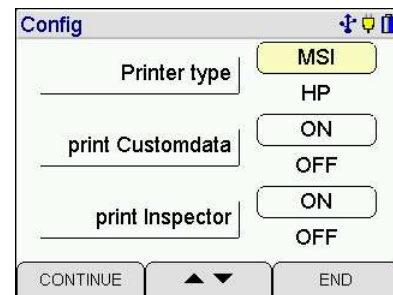 Config
Printer type
MSI
HP
print Customdata
ON
OFF
print Inspector
ON
OFF
CONTINUE
END